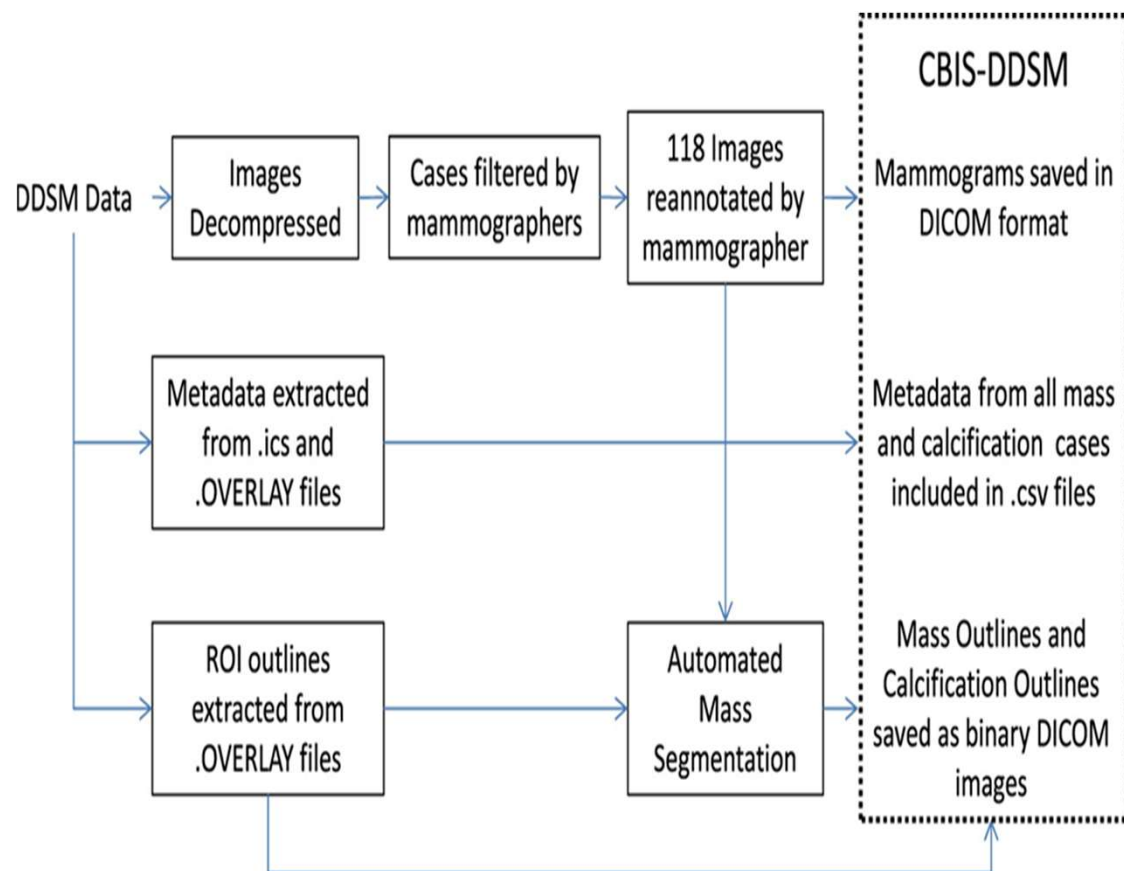 CBIS-DDSM
DDSM Data
Images
Decompressed
Cases filtered by
mammographers
118 Images
reannotated by
mammographer
Mammograms saved in
DICOM format
Metadata extracted
from .ics and
.OVERLAY files
Metadata from all mass
and calcification cases
included in .csv files
ROI outlines
extracted from
.OVERLAY files
Automated
Mass
Segmentation
Mass Outlines and
Calcification Outlines
saved as binary DICOM
images